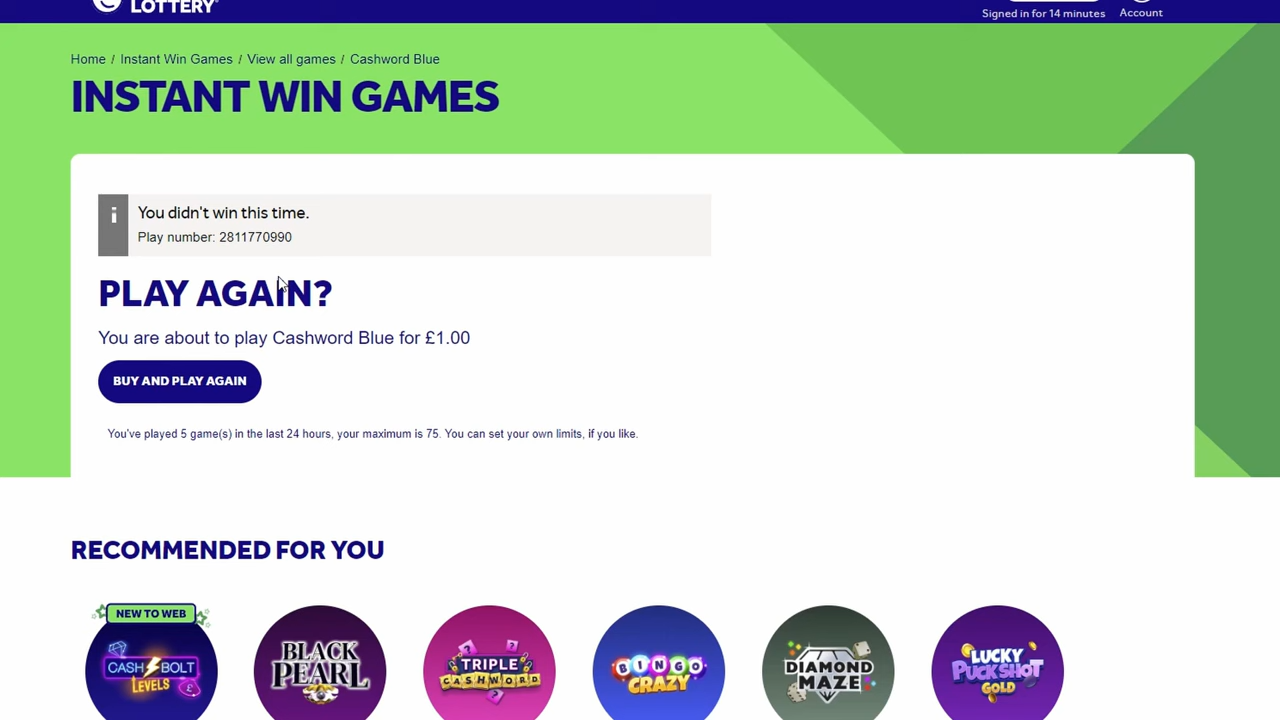 LOTTERY
Signed in for 14 minutes
Account
Home / Instant Win Games / View all games / Cashword Blue
INSTANT WIN GAMES
i
You didn't win this time.
Play number: 2811770990
PLAY AGAIN?
You are about to play Cashword Blue for £1.00
BUY AND PLAY AGAIN
You've played 5 game(s) in the last 24 hours, your maximum is 75. You can set your own limits, if you like.
RECOMMENDED FOR YOU
NEW TO WEB
CASH BOLT
LEVELS
£
BLACK
PEARL
? ?
TRIPLE
CASHWORD
?
BINGO
CRAZY
DIAMOND
MAZE
LUCKY
PUCKSHOT
GOLD